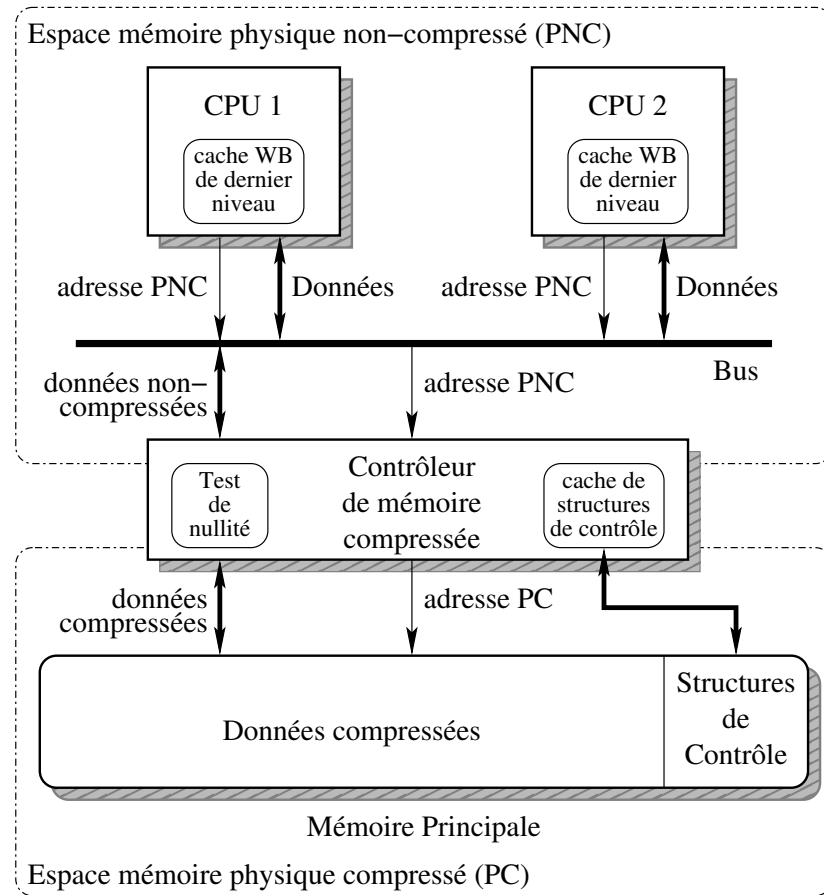 Espace mémoire physique non−compressé (PNC)
CPU 1
cache WB
de dernier
niveau
CPU 2
cache WB
de dernier
niveau
adresse PNC
Données
adresse PNC
Données
Bus
données non−
compressées
adresse PNC
Test
de
nullité
Contrôleur
de mémoire
compressée
cache de
structures
de contrôle
données
compressées
adresse PC
Données compressées
Structures
de
Contrôle
Mémoire Principale
Espace mémoire physique compressé (PC)